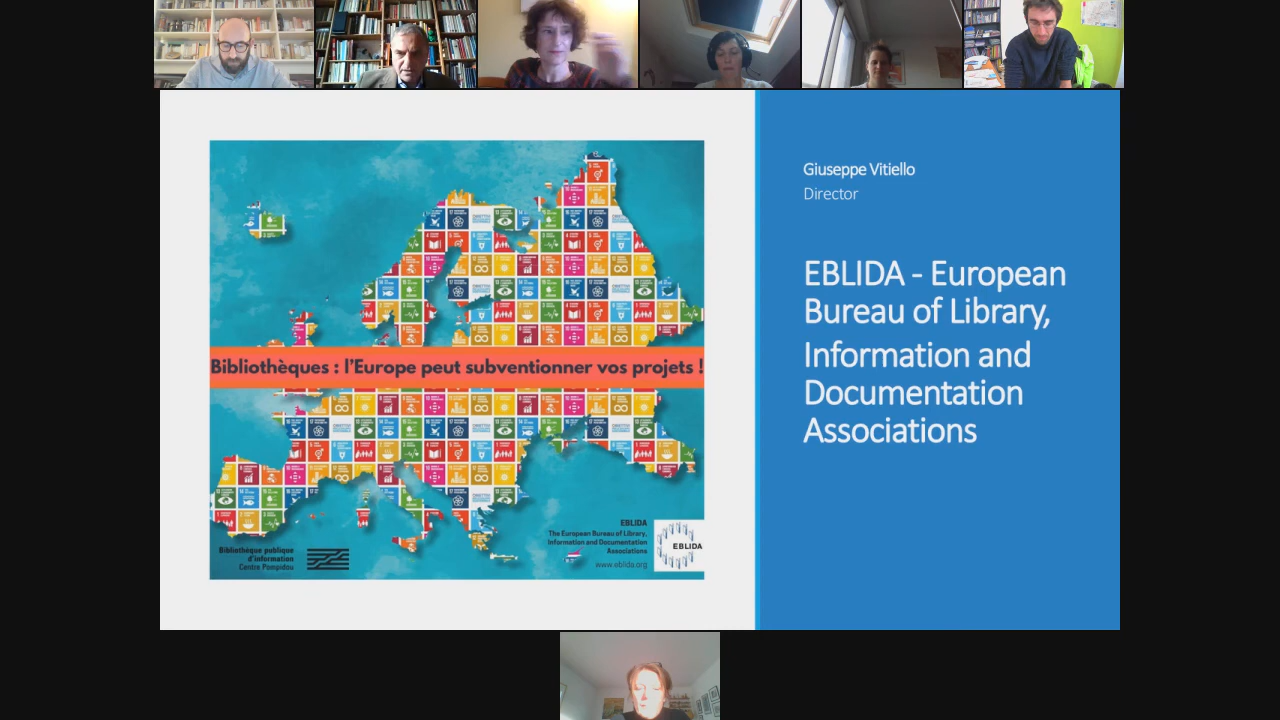 Bibliothèques : l'Europe peut subventionner vos projets !
Bibliothèque publique
d'information
Centre Pompidou
EBLIDA
The European Bureau of Library,
Information and Documentation
Associations
www.eblida.org
EBLIDA
Giuseppe Vitiello
Director
EBLIDA - European
Bureau of Library,
Information and
Documentation
Associations